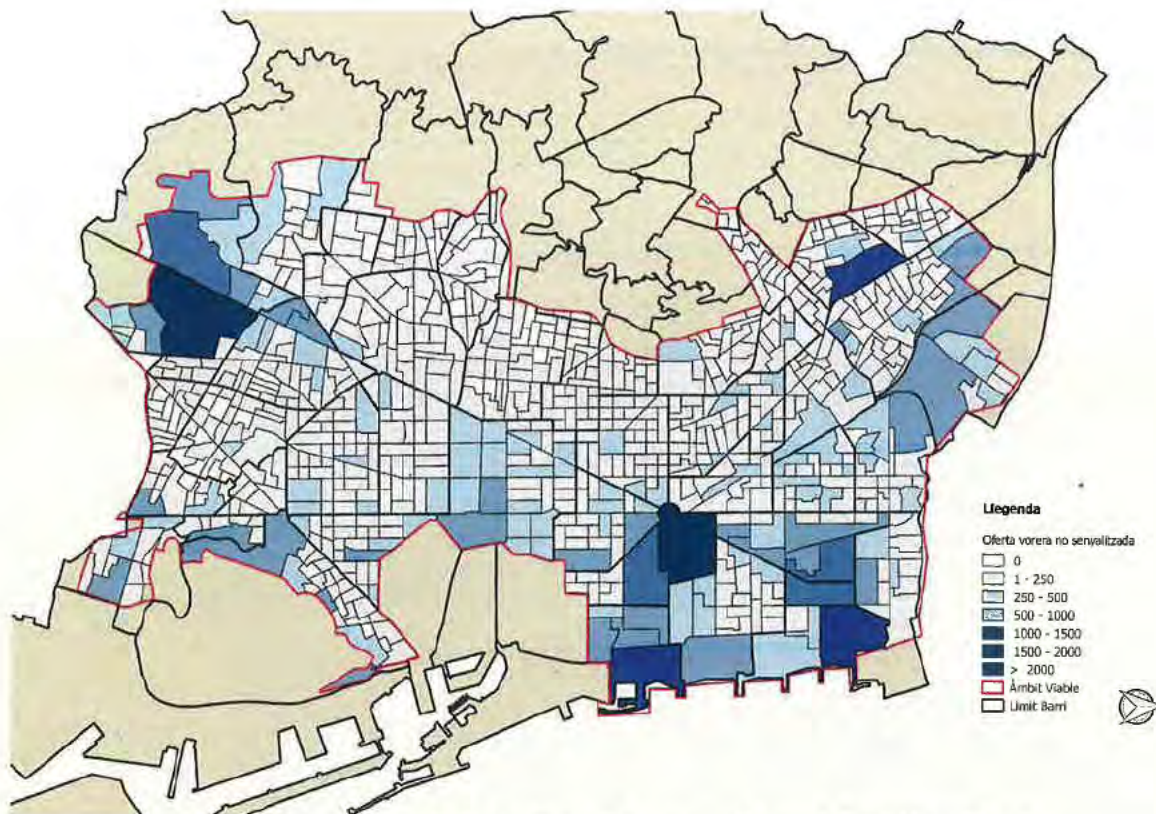 Llegenda
Oferta vorera no senyalitzada
0
1 - 250
250 - 500
500 - 1000
1000 - 1500
1500 - 2000
> 2000
Àmbit Viable
Límit Barri